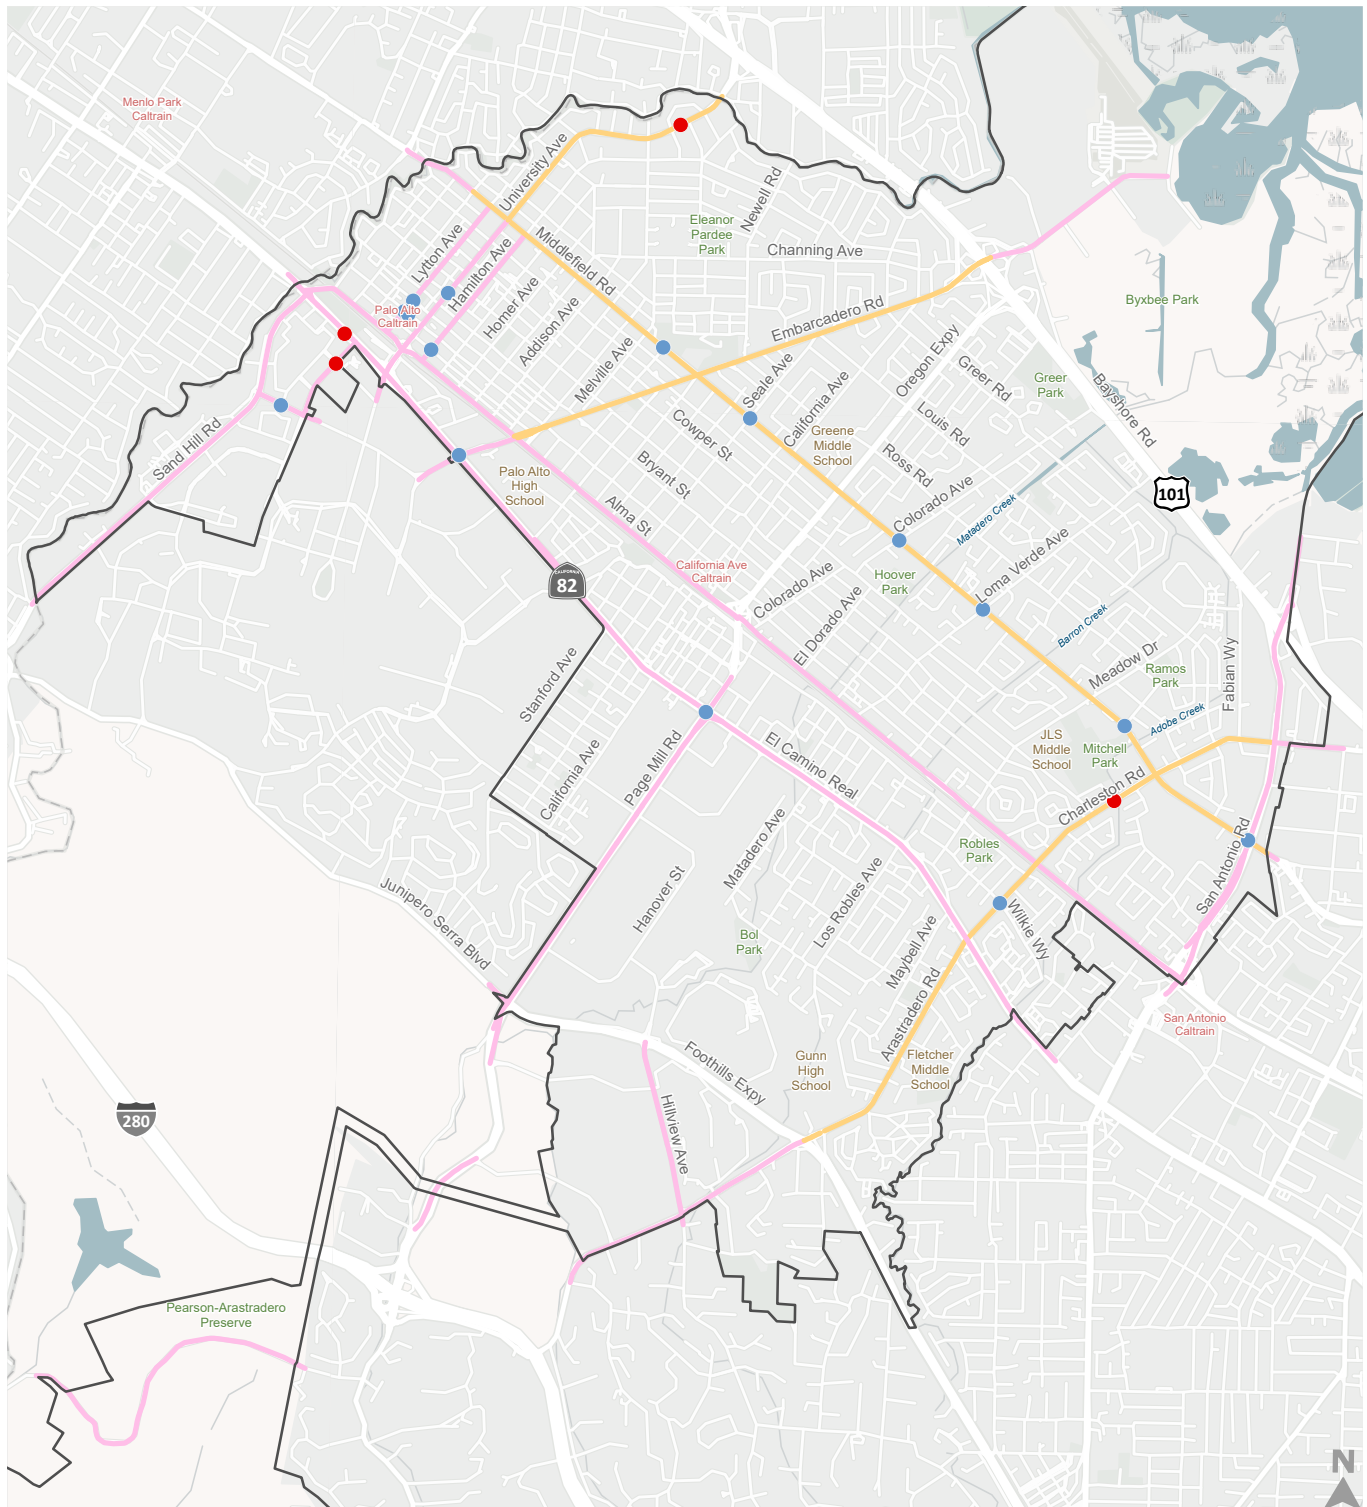 Menlo Park
Caltrain
University Ave
Newell Rd
Eleanor
Pardee
Park
Lytton Ave
Hamilton Ave
Middlefield Rd
Channing Ave
Palo Alto
Caltrain
Homer Ave
Addison Ave
Embarcadero Rd
Byxbee Park
Melville Ave
Seale Ave
California Ave
Oregon Expy
Greer Rd
Greer
Park
Bayshore Rd
Sand Hill Rd
Cowper St
Greene
Middle
School
Louis Rd
Palo Alto
High
School
Bryant St
Ross Rd
Colorado Ave
101
Alma St
Matadero Creek
CALIFORNIA
82
California Ave
Caltrain
Colorado Ave
Hoover
Park
Loma Verde Ave
El Dorado Ave
Barron Creek
Stanford Ave
Meadow Dr
Ramos
Park
Fabian Wy
Adobe Creek
California Ave
Page Mill Rd
El Camino Real
JLS
Middle
School
Mitchell
Park
Charleston Rd
Matadero Ave
Robles
Park
San Antonio Rd
Junipero Serra Blvd
Hanover St
Los Robles Ave
Bol
Park
Maybell Ave
Wilkie Wy
Arastradero Rd
San Antonio
Caltrain
Foothills Expy
Gunn
High
School
Fletcher
Middle
School
280
Hillview Ave
Pearson-Arastradero
Preserve
N